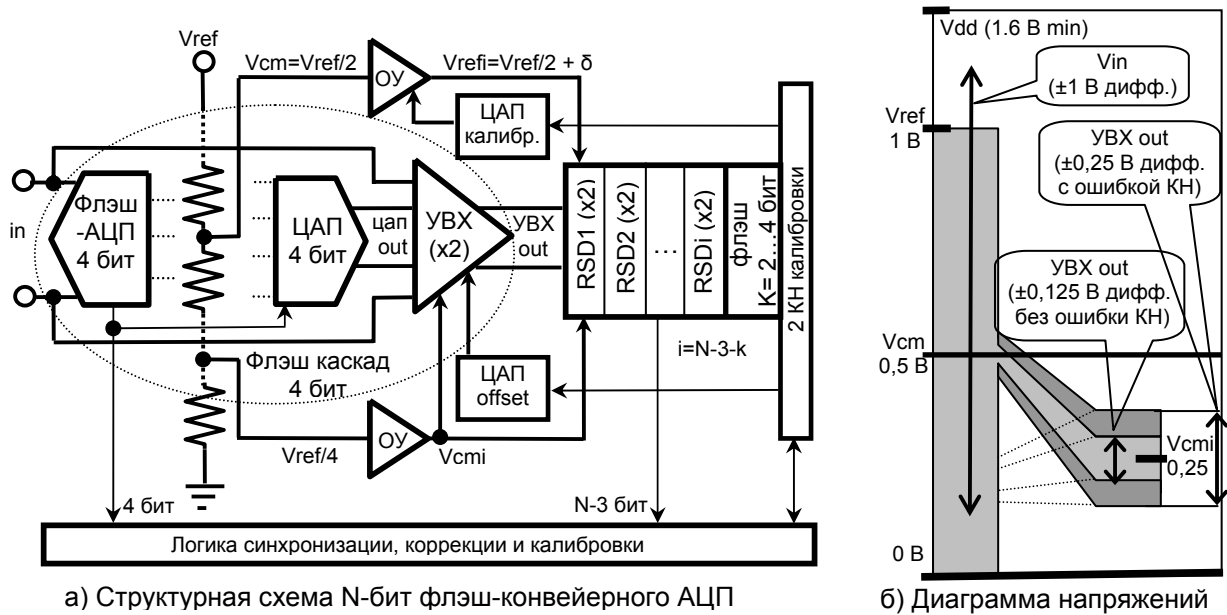 Vref
Vcm=Vref/2
ОУ
Vrefi=Vref/2 + δ
ЦАП
калибр.
in
Флэш
-АЦП
4 бит
ЦАП
4 бит
цап
out
УВХ
(x2)
УВХ
out
RSD1 (x2)
RSD2 (x2)
...
RSDi (x2)
флэш
K= 2...4 бит
2 КН калибровки
i=N-3-k
Флэш каскад
4 бит
ЦАП
offset
Vref/4
ОУ
Vcmi
4 бит
N-3 бит
Логика синхронизации, коррекции и калибровки
а) Структурная схема N-бит флэш-конвейерного АЦП
Vdd (1.6 В min)
Vin
(±1 В дифф.)
Vref
1 В
УВХ out
(±0,25 В дифф.
с ошибкой КН)
УВХ out
(±0,125 В дифф.
без ошибки КН)
Vcm
0,5 В
Vcmi
0,25
0 В
б) Диаграмма напряжений